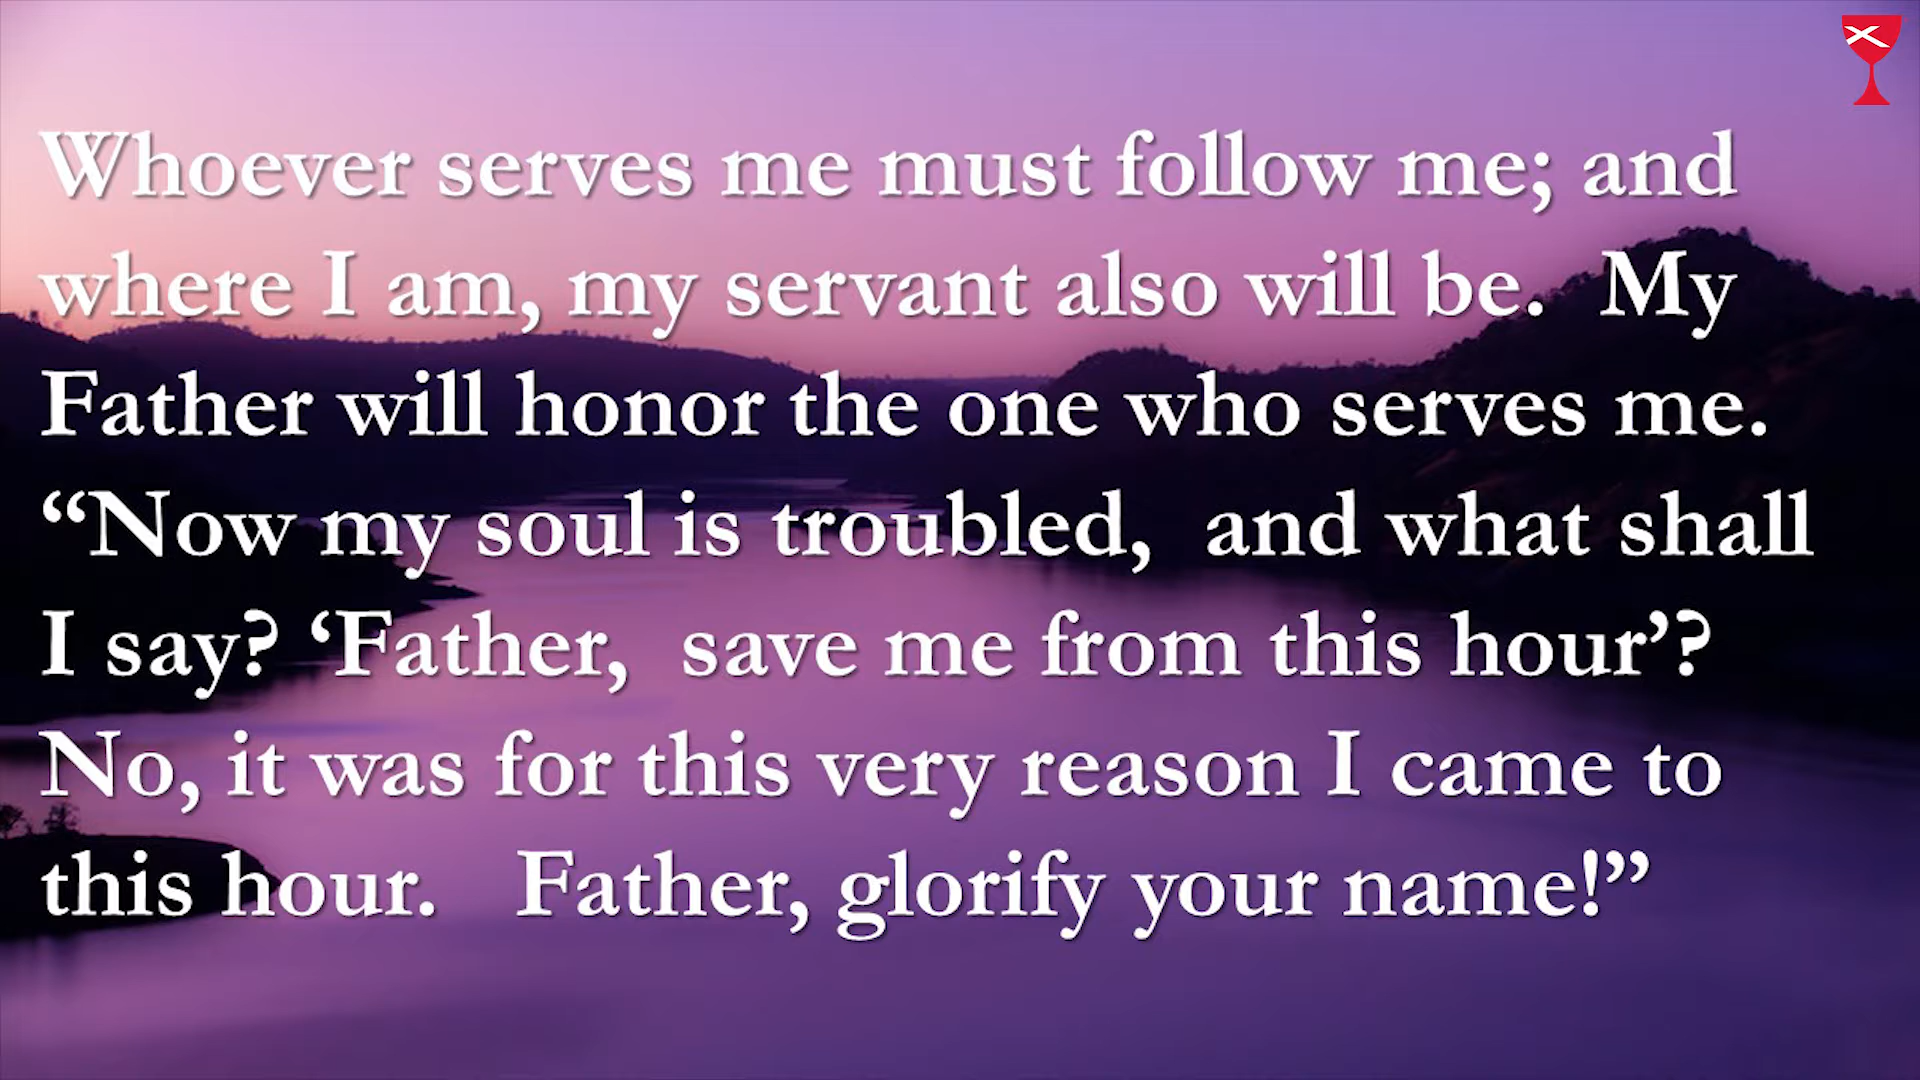 Whoever serves me must follow me; and
where I am, my servant also will be.  My
Father will honor the one who serves me.
“Now my soul is troubled,  and what shall
I say? ‘Father,  save me from this hour’?
No, it was for this very reason I came to
this hour.   Father, glorify your name!”